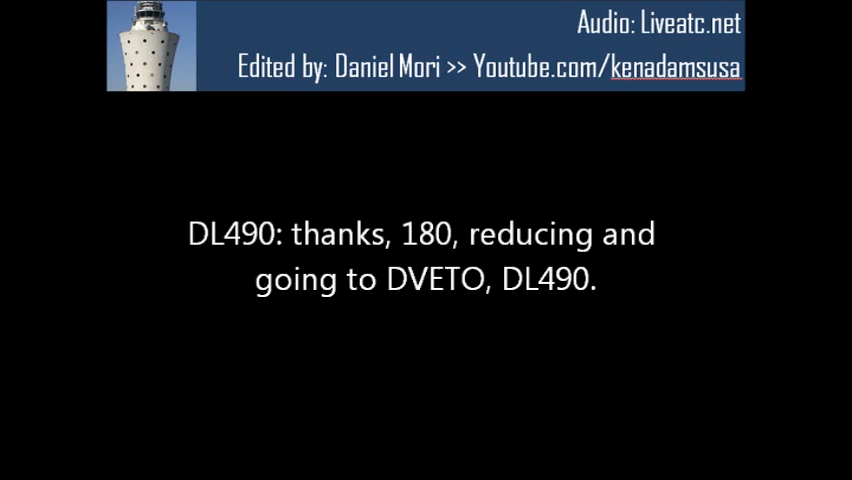 Audio: Liveatc.net
Edited by: Daniel Mori >> Youtube.com/kenadamsusa
DL490: thanks, 180, reducing and
going to DVETO, DL490.